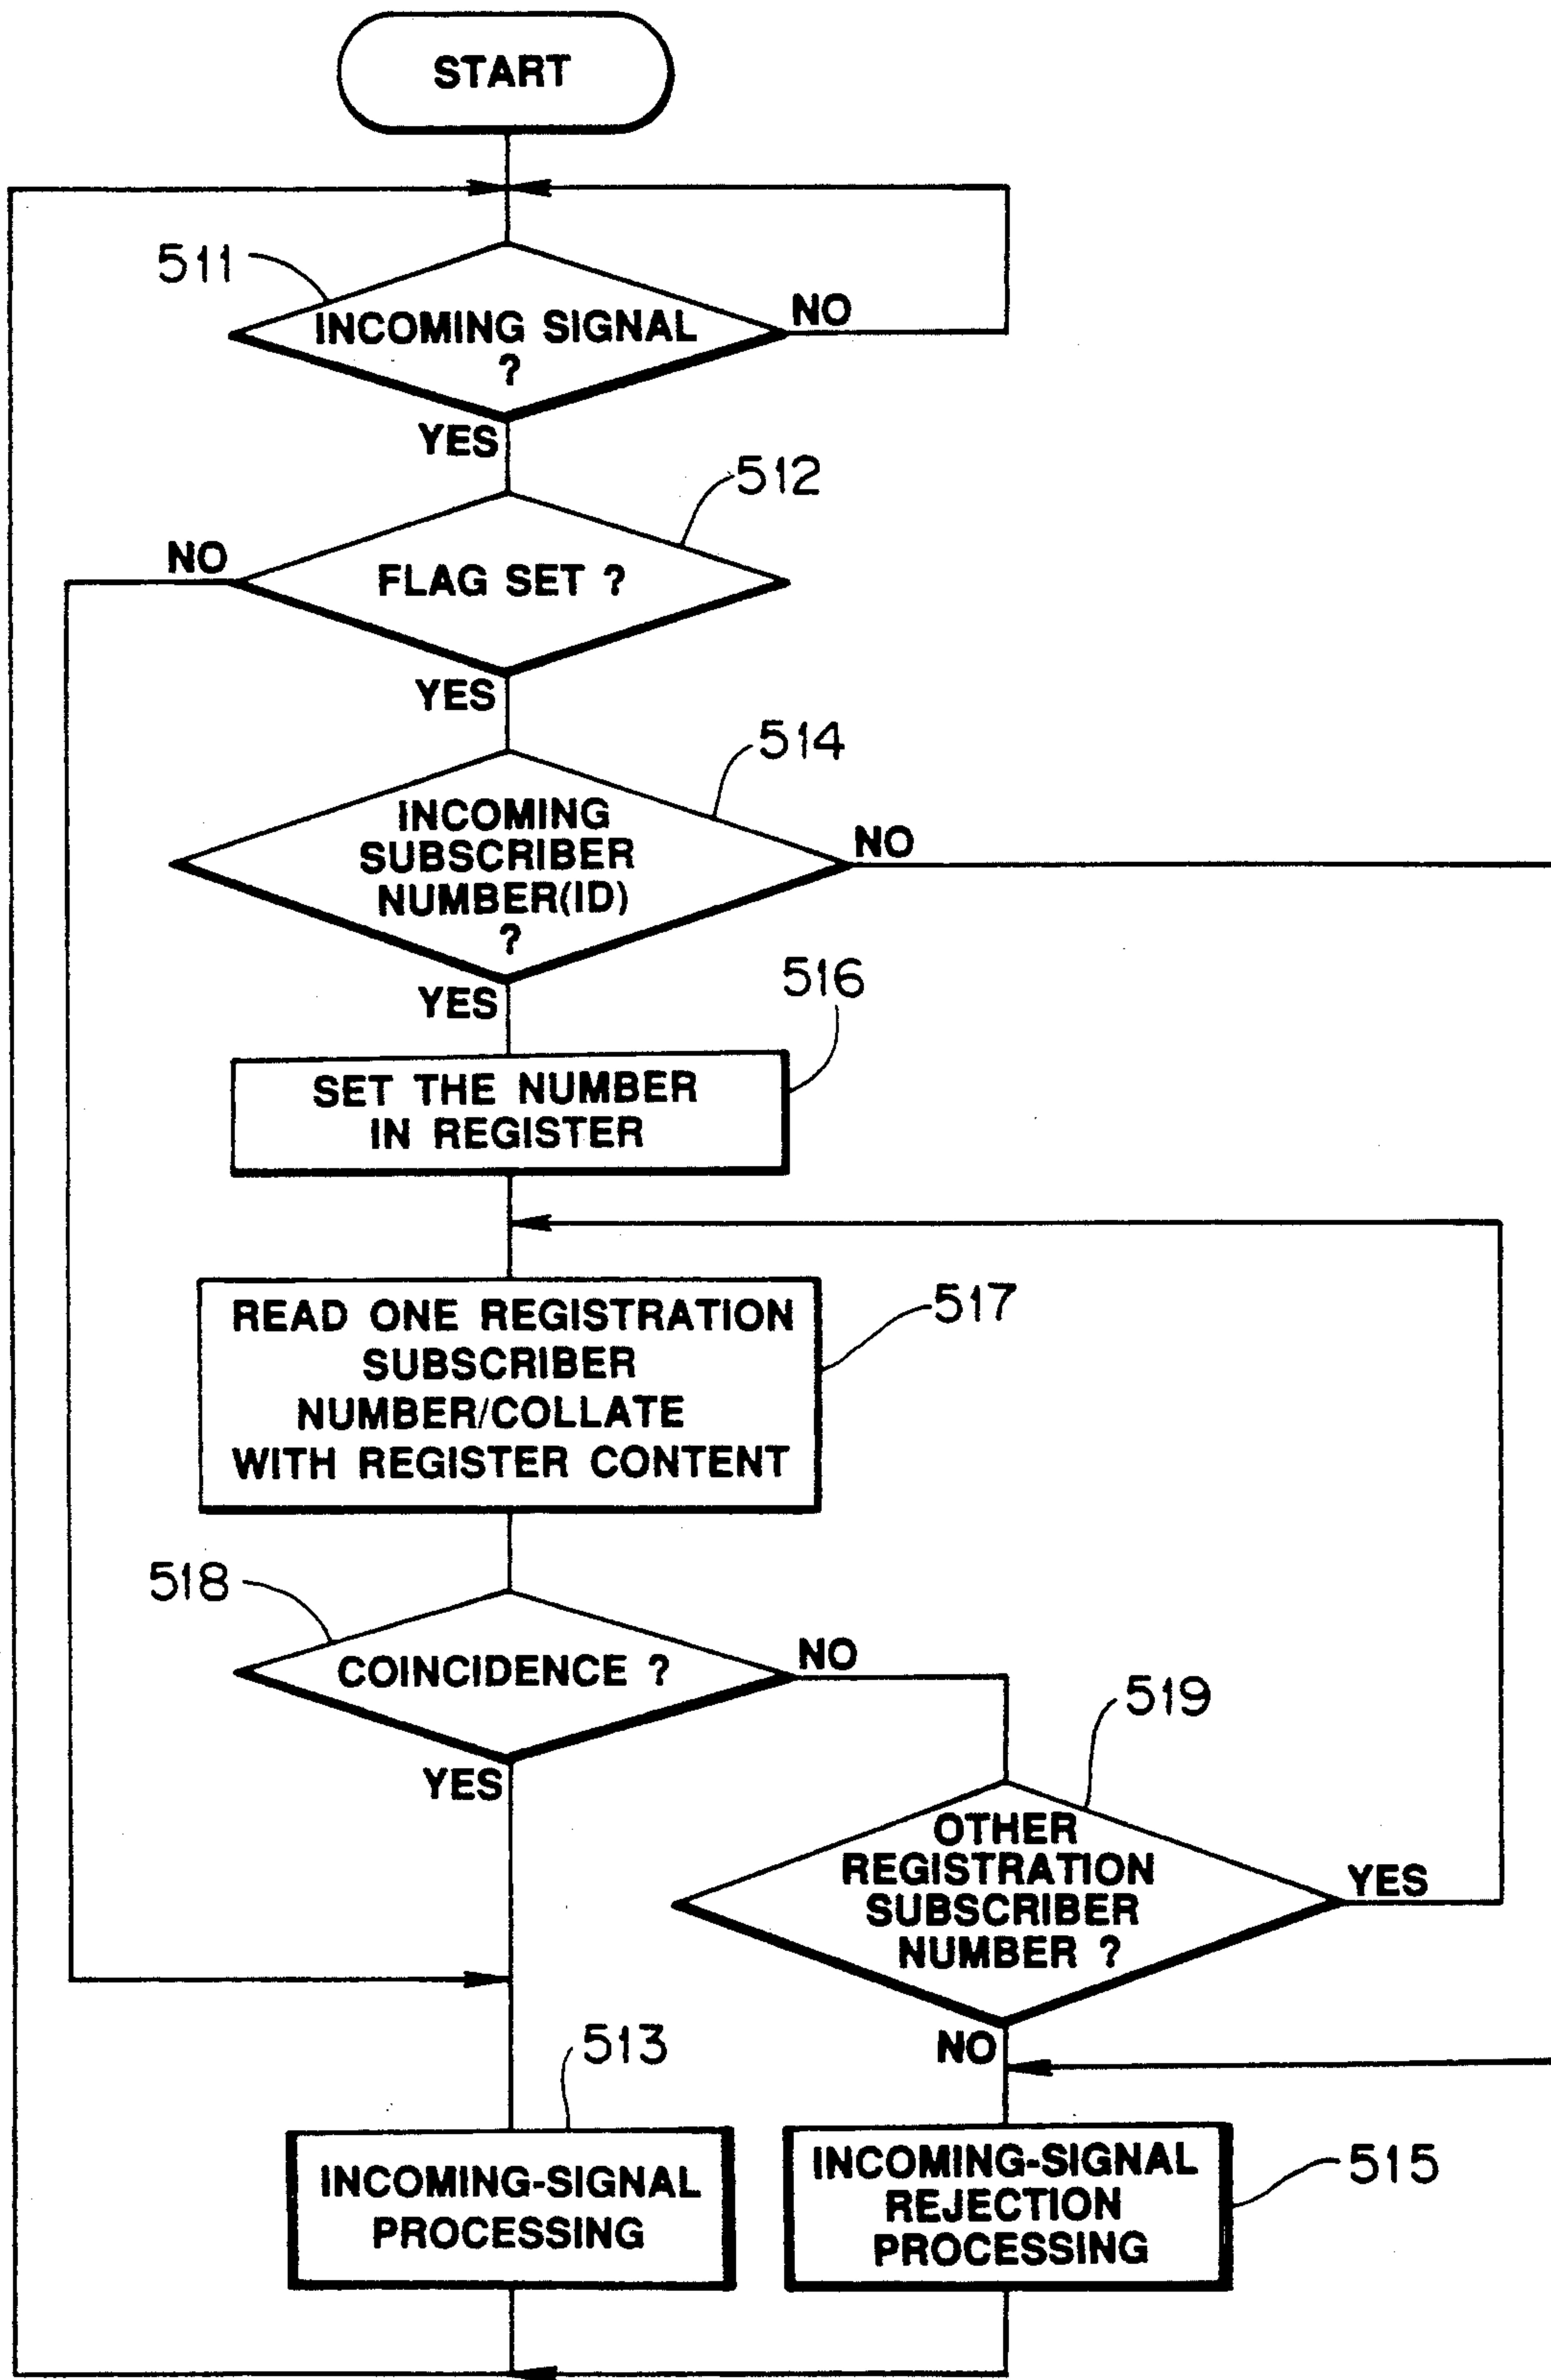 START
511
INCOMING SIGNAL
?
NO
YES
512
NO
FLAG SET ?
YES
514
INCOMING
SUBSCRIBER
NUMBER(ID)
?
NO
YES
516
SET THE NUMBER
IN REGISTER
READ ONE REGISTRATION
SUBSCRIBER
NUMBER/COLLATE
WITH REGISTER CONTENT
517
518
COINCIDENCE ?
NO
YES
519
OTHER
REGISTRATION
SUBSCRIBER
NUMBER ?
YES
NO
513
INCOMING-SIGNAL
PROCESSING
INCOMING-SIGNAL
REJECTION
PROCESSING
515